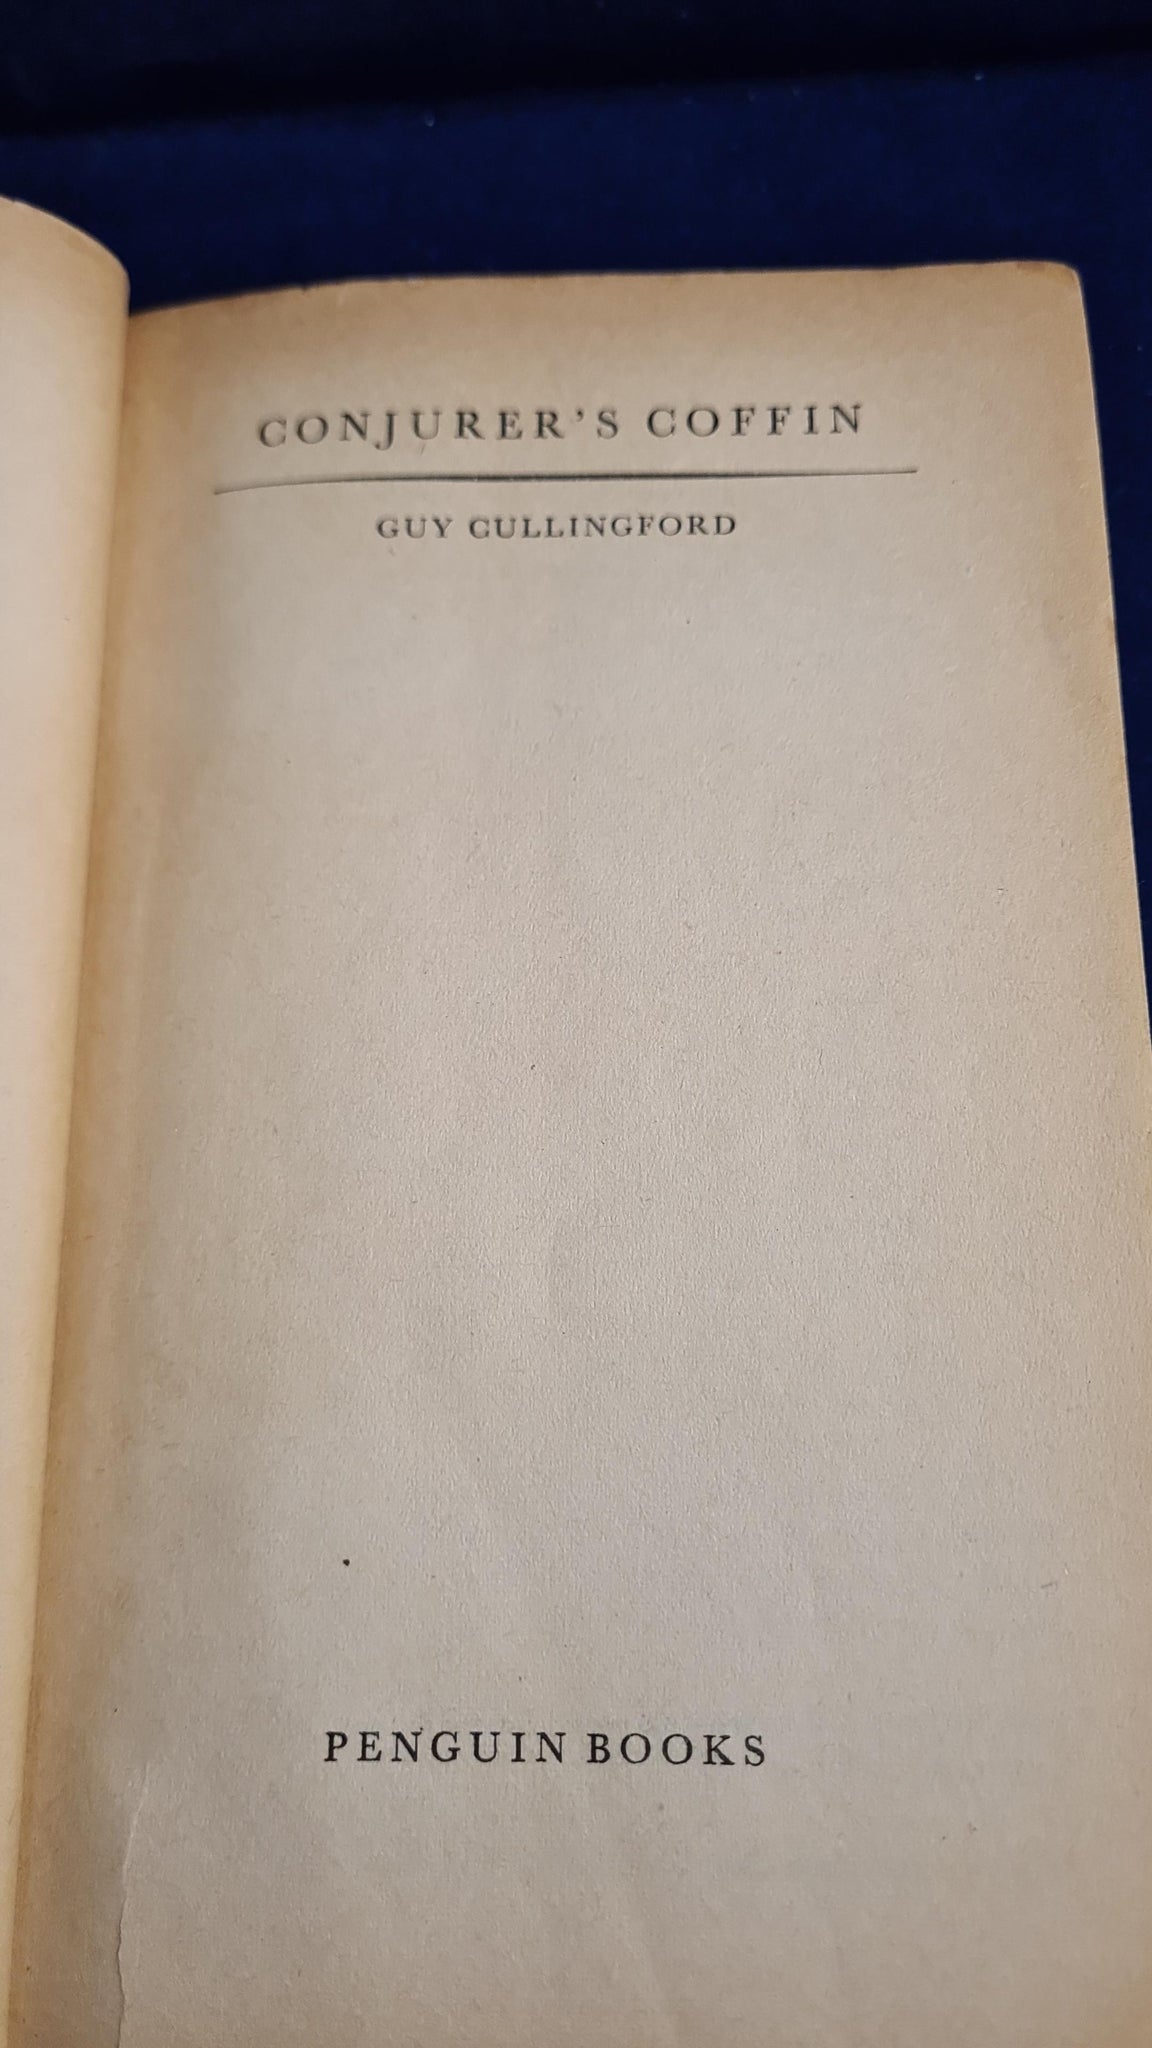 CONJURER'S COFFIN
GUY CULLINGFORD
PENGUIN BOOKS